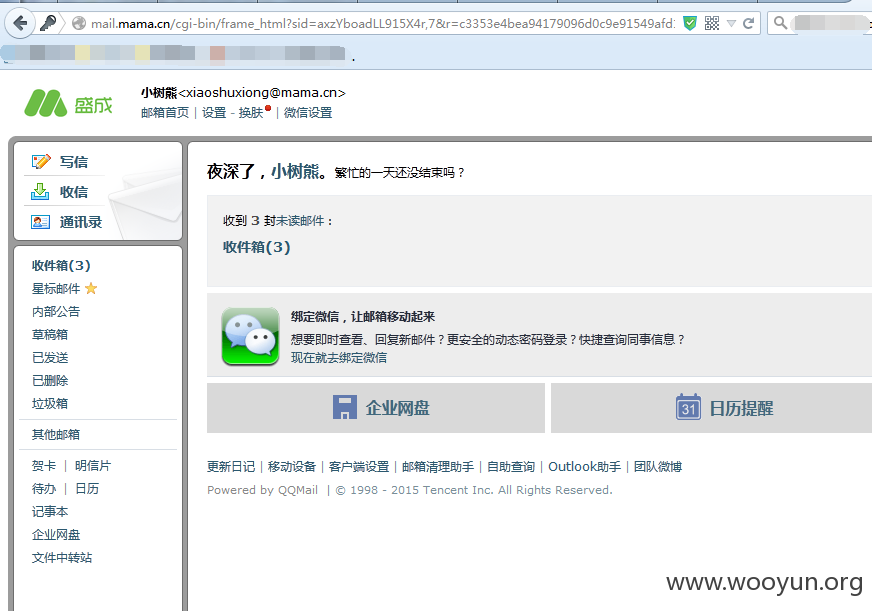 mail.mama.cn/cgi-bin/frame_html?sid=axzYboadLL915X4r,7&r=c3353e4bea94179096d0c9e91549afd:
盛成
小树熊<xiaoshuxiong@mama.cn>
邮箱首页 | 设置 - 换肤 | 微信设置
写信
收信
通讯录
收件箱(3)
星标邮件
内部公告
草稿箱
已发送
已删除
垃圾箱
其他邮箱
贺卡 | 明信片
待办 | 日历
记事本
企业网盘
文件中转站
夜深了，小树熊。繁忙的一天还没结束吗？
收到 3 封未读邮件：
收件箱(3)
绑定微信，让邮箱移动起来
想要即时查看、回复新邮件？更安全的动态密码登录？快捷查询同事信息？
现在就去绑定微信
企业网盘
31 日历提醒
更新日记 | 移动设备 | 客户端设置 | 邮箱清理助手 | 自助查询 | Outlook助手 | 团队微博
Powered by QQMail | © 1998 - 2015 Tencent Inc. All Rights Reserved.
www.wooyun.org